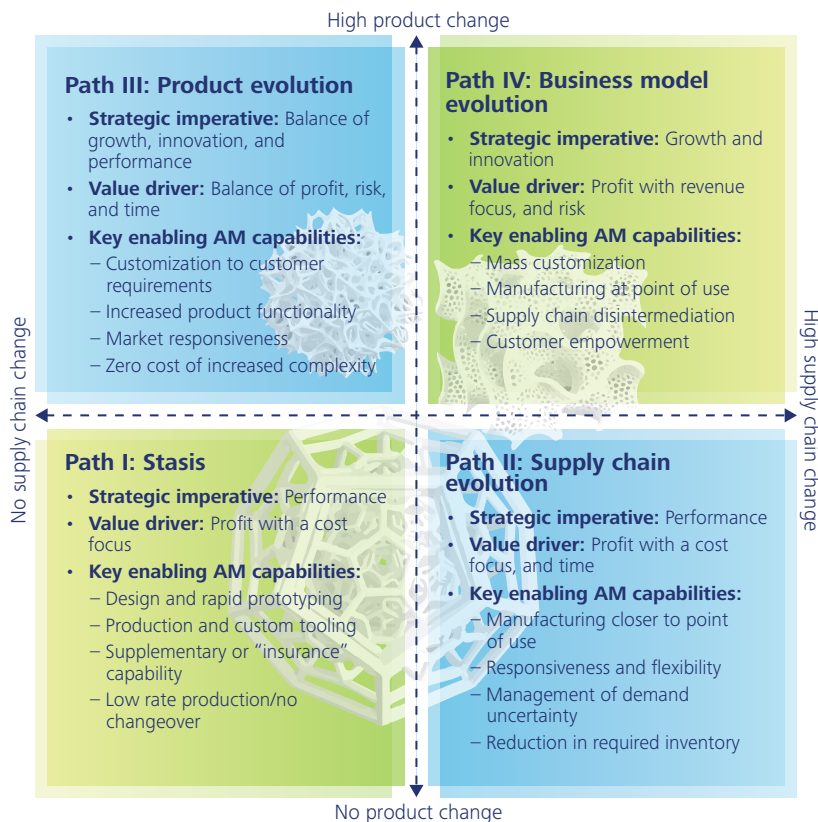 High product change
Path III: Product evolution
• Strategic imperative: Balance of
growth, innovation, and
performance
• Value driver: Balance of profit, risk,
and time
• Key enabling AM capabilities:
– Customization to customer
requirements
– Increased product functionality
– Market responsiveness
– Zero cost of increased complexity
Path IV: Business model
evolution
• Strategic imperative: Growth and
innovation
• Value driver: Profit with revenue
focus, and risk
• Key enabling AM capabilities:
– Mass customization
– Manufacturing at point of use
– Supply chain disintermediation
– Customer empowerment
No supply chain change
High supply chain change
Path I: Stasis
• Strategic imperative: Performance
• Value driver: Profit with a cost
focus
• Key enabling AM capabilities:
– Design and rapid prototyping
– Production and custom tooling
– Supplementary or “insurance”
capability
– Low rate production/no
changeover
Path II: Supply chain
evolution
• Strategic imperative: Performance
• Value driver: Profit with a cost
focus, and time
• Key enabling AM capabilities:
– Manufacturing closer to point
of use
– Responsiveness and flexibility
– Management of demand
uncertainty
– Reduction in required inventory
No product change